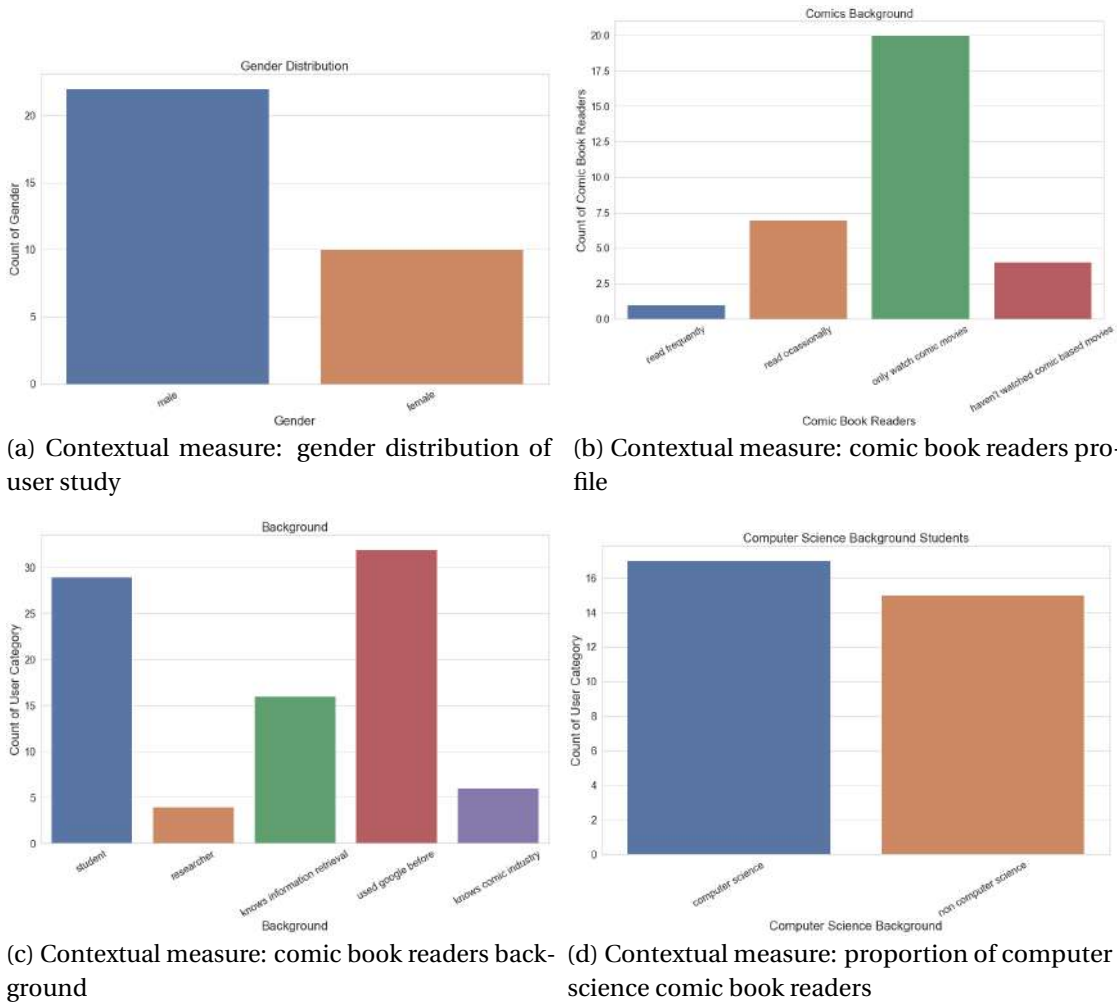 Gender Distribution
Count of Gender
20
15
10
5
0
male
female
Gender
(a) Contextual measure: gender distribution of
user study
Comics Background
Count of Comic Book Readers
20.0
17.5
15.0
12.5
10.0
7.5
5.0
2.5
0.0
read frequently
read ocassionally
only watch comic movies
haven't watched comic based movies
Comic Book Readers
(b) Contextual measure: comic book readers pro-
file
Background
Count of User Category
30
25
20
15
10
5
0
student
researcher
knows information retrieval
used google before
knows comic industry
Background
(c) Contextual measure: comic book readers back-
ground
Computer Science Background Students
Count of User Category
16
14
12
10
8
6
4
2
0
computer science
non computer science
Computer Science Background
(d) Contextual measure: proportion of computer
science comic book readers